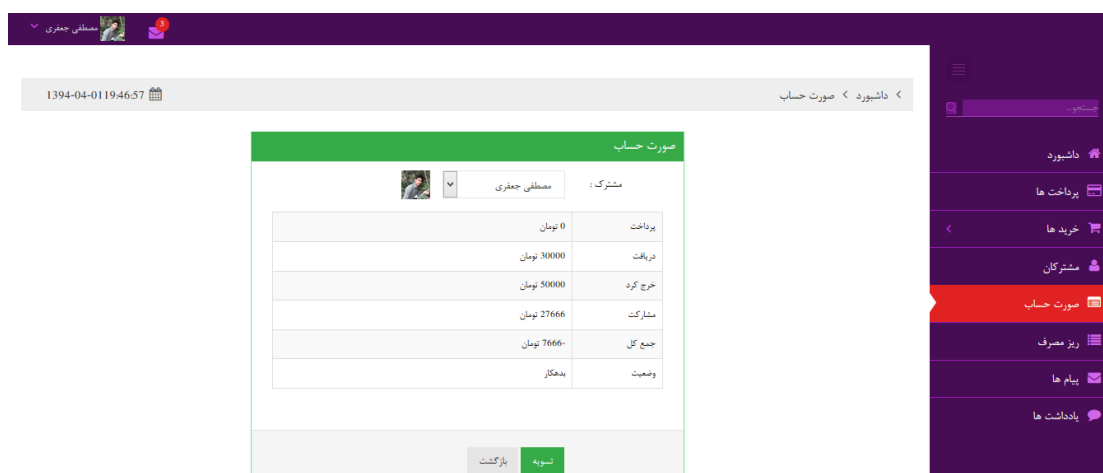 مصطفی جعفری
3
جستجو...
داشبورد
پرداخت ها
خرید ها
مشترکان
صورت حساب
ریز مصرف
پیام ها
یادداشت ها
داشبورد > صورت حساب
1394-04-0119:46:57
صورت حساب
مشترک : مصطفی جعفری
پرداخت 0 تومان
دریافت 30000 تومان
خرج کرد 50000 تومان
مشارکت 27666 تومان
جمع کل -7666 تومان
وضعیت بدهکار
تسویه بازگشت